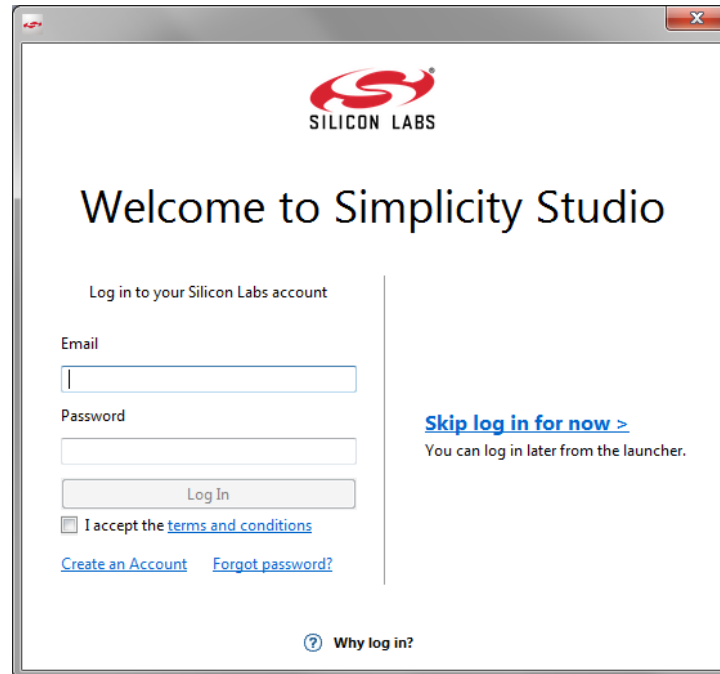 SILICON LABS
Welcome to Simplicity Studio
Log in to your Silicon Labs account
Email
Password
Log In
I accept the terms and conditions
Create an Account Forgot password?
Skip log in for now >
You can log in later from the launcher.
? Why log in?